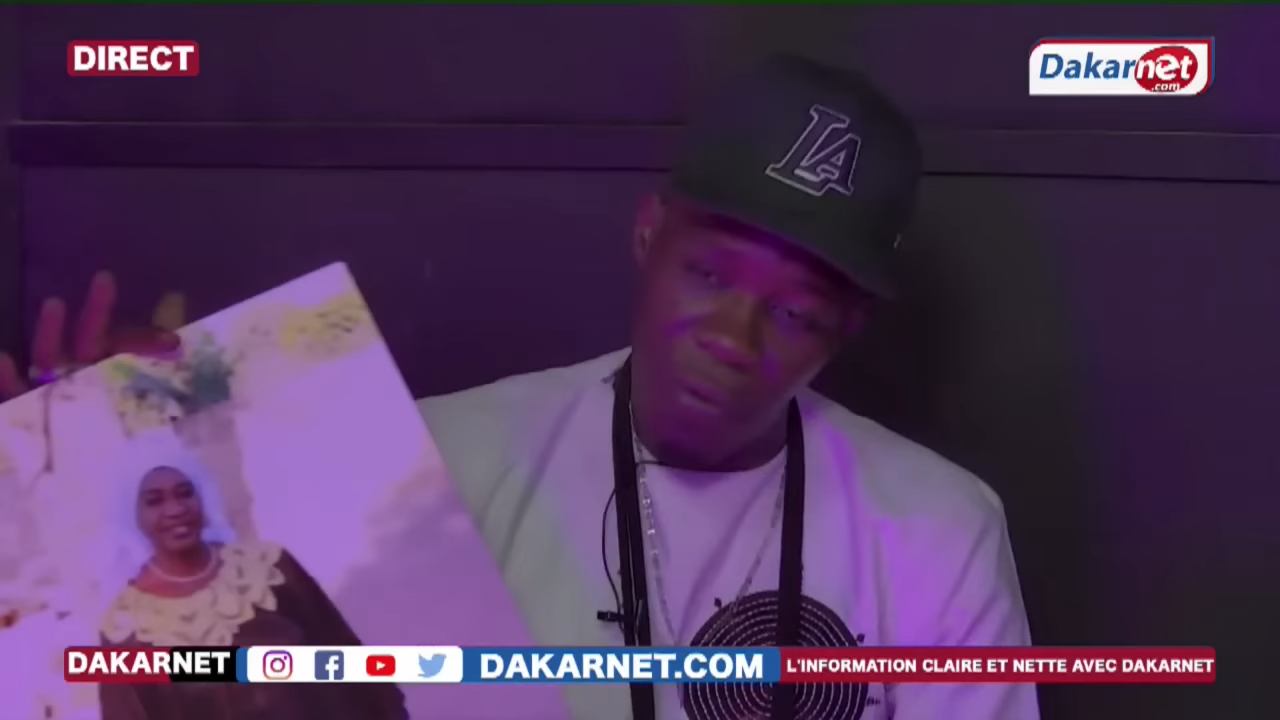 DIRECT
Dakarnet
.com
LA
DAKARNET
DAKARNET.COM
L'INFORMATION CLAIRE ET NETTE AVEC DAKARNET